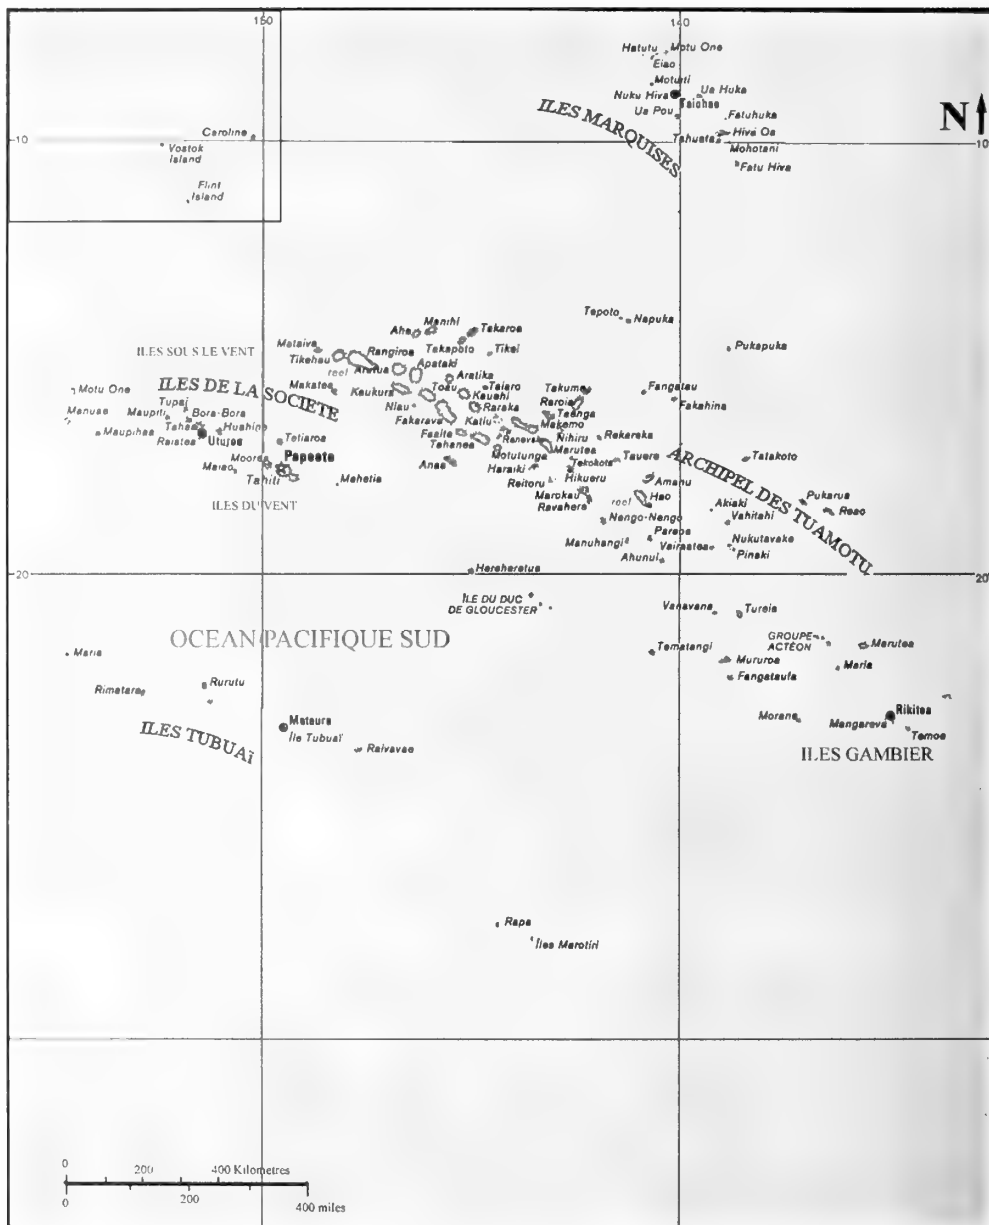 150
140
Hatutu
Motu One
Eiao
Motuiti
Nuku Hiva
Taiohae
Ua Huka
Ua Pou
Fatuhuka
Tahuata
Hiva Oa
Mohotani
Fatu Hiva
ILES MARQUISES
N
10
10
Caroline
Vostok
Island
Flint
Island
Tepoto
Napuka
Pukapuka
Ahe
Manihi
Takaroa
Takapoto
Tikei
ILES SOUS LE VENT
Mataiva
Tikehau
Rangiroa
reef
Arutua
Apataki
Aratika
Motu One
ILES DE LA SOCIETE
Makatea
Kaukura
Toau
Kauehi
Taiaro
Takume
Fangatau
Fakahina
Manuae
Maupiti
Tupai
Bora-Bora
Tahaa
Huahine
Niau
Fakarava
Raraka
Katiu
Raroia
Taenga
Makemo
Maupihaa
Raiatea
Uturoa
Tetiaroa
Faaite
Tahanea
Nihiru
Rekareka
Moorea
Papeete
Anaa
Motutunga
Marutea
Maiao
Tahiti
Mehetia
Haraiki
Tekokota
Tauere
Tatakoto
ILES DU VENT
Reitoru
Hikueru
Amanu
ARCHIPEL DES TUAMOTU
Marokau
Ravahere
reef
Hao
Akiaki
Pukarua
Reao
Nengo-Nengo
Vahitahi
Manuhangi
Paraoa
Vairaatea
Nukutavake
Pinaki
Ahunui
20
20
Hereheretue
ÎLE DU DUC
DE GLOUCESTER
Vanavana
Tureia
OCEAN PACIFIQUE SUD
GROUPE
ACTÉON
Maria
Tematangi
Mururoa
Marutea
Maria
Rimatara
Rurutu
Fangataufa
ILES TUBUAÏ
Mataura
Île Tubuaï
Raivavae
Morane
Mangareva
Rikitea
Temoe
ILES GAMBIER
Rapa
Îles Marotiri
0
200
400 Kilometres
0
200
400 miles